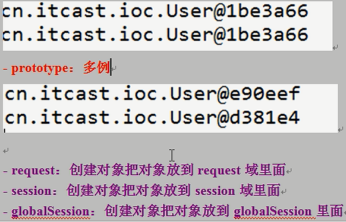 cn.itcast.ioc.User@1be3a66
cn.itcast.ioc.User@1be3a66
- prototype：多例
cn.itcast.ioc.User@e90eef
cn.itcast.ioc.User@d381e4
- request：创建对象把对象放到 request 域里面
- session：创建对象把对象放到 session 域里面
- globalSession：创建对象把对象放到 globalSession 里面